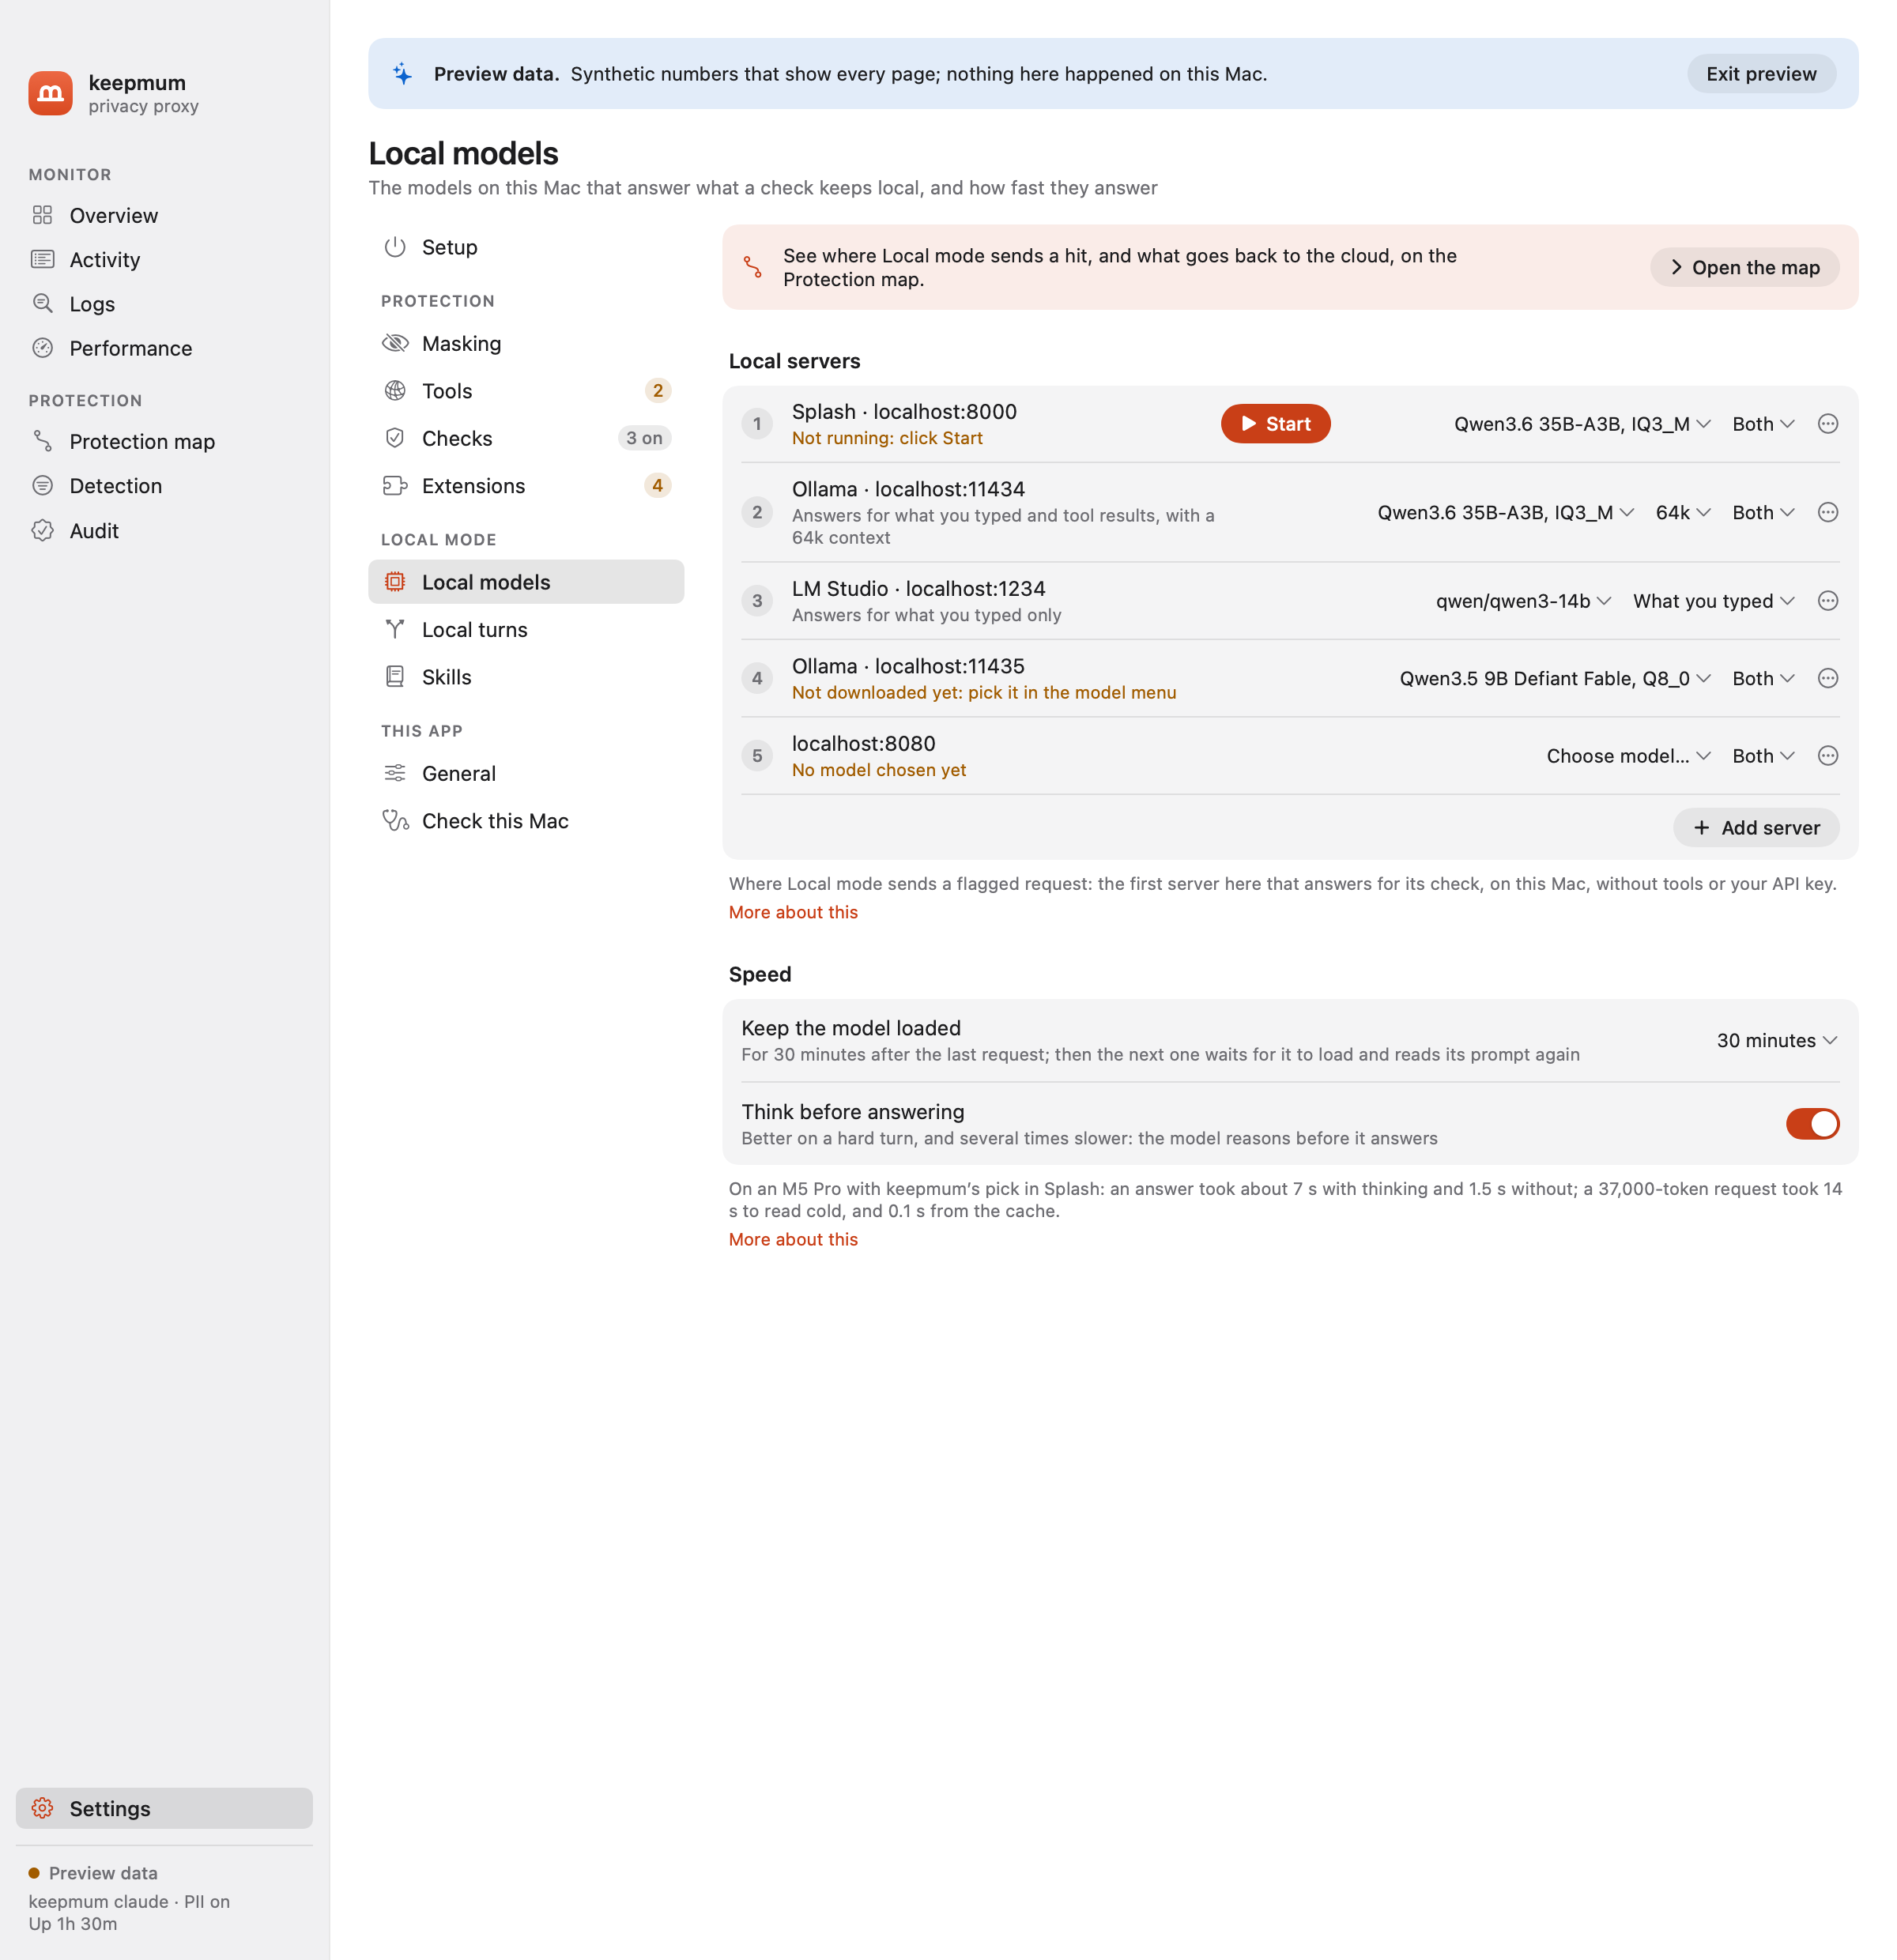 keepmum
privacy proxy
MONITOR
Overview
Activity
Logs
Performance
PROTECTION
Protection map
Detection
Audit
Settings
Preview data
keepmum claude · PII on
Up 1h 30m
Preview data. Synthetic numbers that show every page; nothing here happened on this Mac.
Exit preview
Local models
The models on this Mac that answer what a check keeps local, and how fast they answer
Setup
PROTECTION
Masking
Tools 2
Checks 3 on
Extensions 4
LOCAL MODE
Local models
Local turns
Skills
THIS APP
General
Check this Mac
See where Local mode sends a hit, and what goes back to the cloud, on the
Protection map.
Open the map
Local servers
1
Splash · localhost:8000
Not running: click Start
Start
Qwen3.6 35B-A3B, IQ3_M
Both
2
Ollama · localhost:11434
Answers for what you typed and tool results, with a
64k context
Qwen3.6 35B-A3B, IQ3_M
64k
Both
3
LM Studio · localhost:1234
Answers for what you typed only
qwen/qwen3-14b
What you typed
4
Ollama · localhost:11435
Not downloaded yet: pick it in the model menu
Qwen3.5 9B Defiant Fable, Q8_0
Both
5
localhost:8080
No model chosen yet
Choose model...
Both
Add server
Where Local mode sends a flagged request: the first server here that answers for its check, on this Mac, without tools or your API key.
More about this
Speed
Keep the model loaded
For 30 minutes after the last request; then the next one waits for it to load and reads its prompt again
30 minutes
Think before answering
Better on a hard turn, and several times slower: the model reasons before it answers
On an M5 Pro with keepmum’s pick in Splash: an answer took about 7 s with thinking and 1.5 s without; a 37,000-token request took 14
s to read cold, and 0.1 s from the cache.
More about this